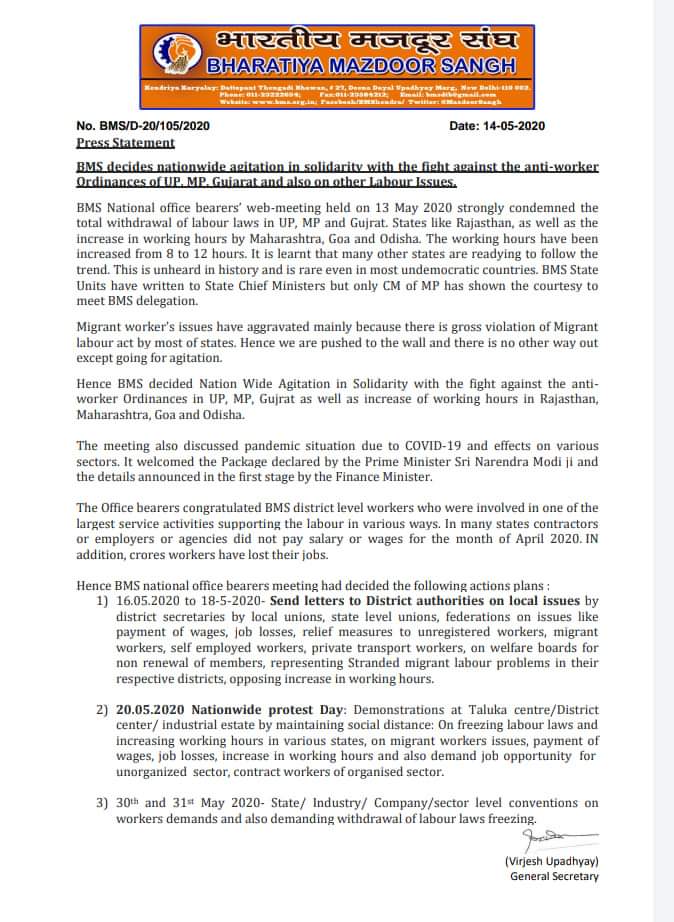 भारतीय मजदूर संघ
BHARATIYA MAZDOOR SANGH
Kendriya Karyalay: Dattopant Thengadi Bhawan, # 27, Deena Dayal Upadhyay Marg, New Delhi-110 002.
Phone: 011-23222654; Fax:011-23584212; Email: bmsdtb@gmail.com
Website: www.bms.org.in; Facebook/BMSkendra/ Twitter: @MazdoorSangh
No. BMS/D-20/105/2020 Date: 14-05-2020
Press Statement
BMS decides nationwide agitation in solidarity with the fight against the anti-worker
Ordinances of UP, MP, Gujarat and also on other Labour Issues.
BMS National office bearers' web-meeting held on 13 May 2020 strongly condemned the
total withdrawal of labour laws in UP, MP and Gujrat. States like Rajasthan, as well as the
increase in working hours by Maharashtra, Goa and Odisha. The working hours have been
increased from 8 to 12 hours. It is learnt that many other states are readying to follow the
trend. This is unheard in history and is rare even in most undemocratic countries. BMS State
Units have written to State Chief Ministers but only CM of MP has shown the courtesy to
meet BMS delegation.
Migrant worker's issues have aggravated mainly because there is gross violation of Migrant
labour act by most of states. Hence we are pushed to the wall and there is no other way out
except going for agitation.
Hence BMS decided Nation Wide Agitation in Solidarity with the fight against the anti-
worker Ordinances in UP, MP, Gujrat as well as increase of working hours in Rajasthan,
Maharashtra, Goa and Odisha.
The meeting also discussed pandemic situation due to COVID-19 and effects on various
sectors. It welcomed the Package declared by the Prime Minister Sri Narendra Modi ji and
the details announced in the first stage by the Finance Minister.
The Office bearers congratulated BMS district level workers who were involved in one of the
largest service activities supporting the labour in various ways. In many states contractors
or employers or agencies did not pay salary or wages for the month of April 2020. IN
addition, crores workers have lost their jobs.
Hence BMS national office bearers meeting had decided the following actions plans :
1) 16.05.2020 to 18-5-2020- Send letters to District authorities on local issues by
district secretaries by local unions, state level unions, federations on issues like
payment of wages, job losses, relief measures to unregistered workers, migrant
workers, self employed workers, private transport workers, on welfare boards for
non renewal of members, representing Stranded migrant labour problems in their
respective districts, opposing increase in working hours.
2) 20.05.2020 Nationwide protest Day: Demonstrations at Taluka centre/District
center/ industrial estate by maintaining social distance: On freezing labour laws and
increasing working hours in various states, on migrant workers issues, payment of
wages, job losses, increase in working hours and also demand job opportunity for
unorganized sector, contract workers of organised sector.
3) 30th and 31st May 2020- State/ Industry/ Company/sector level conventions on
workers demands and also demanding withdrawal of labour laws freezing.
(Virjesh Upadhyay)
General Secretary